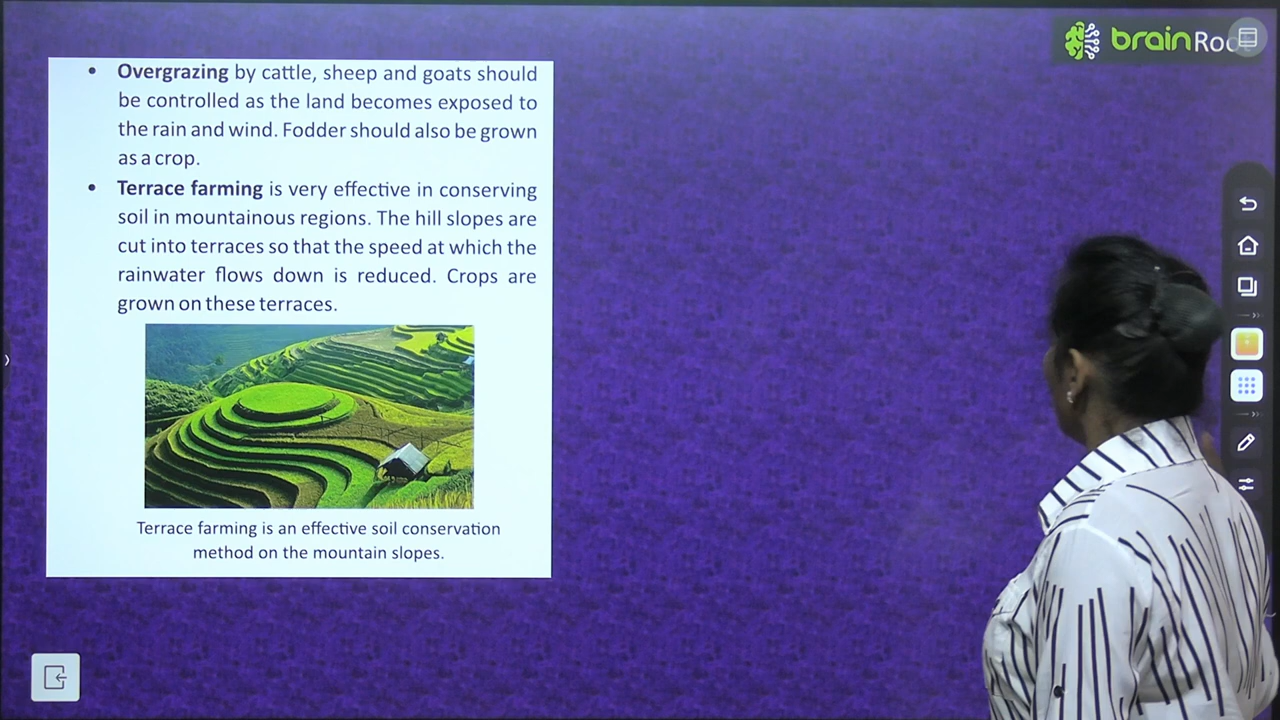 brainRoot
Overgrazing by cattle, sheep and goats should
be controlled as the land becomes exposed to
the rain and wind. Fodder should also be grown
as a crop.
Terrace farming is very effective in conserving
soil in mountainous regions. The hill slopes are
cut into terraces so that the speed at which the
rainwater flows down is reduced. Crops are
grown on these terraces.
Terrace farming is an effective soil conservation
method on the mountain slopes.